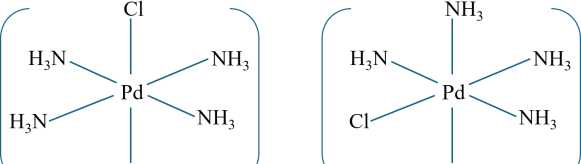 Cl NH₃
H₃N NH₃ H₃N NH₃
Pd Pd
H₃N NH₃ Cl NH₃